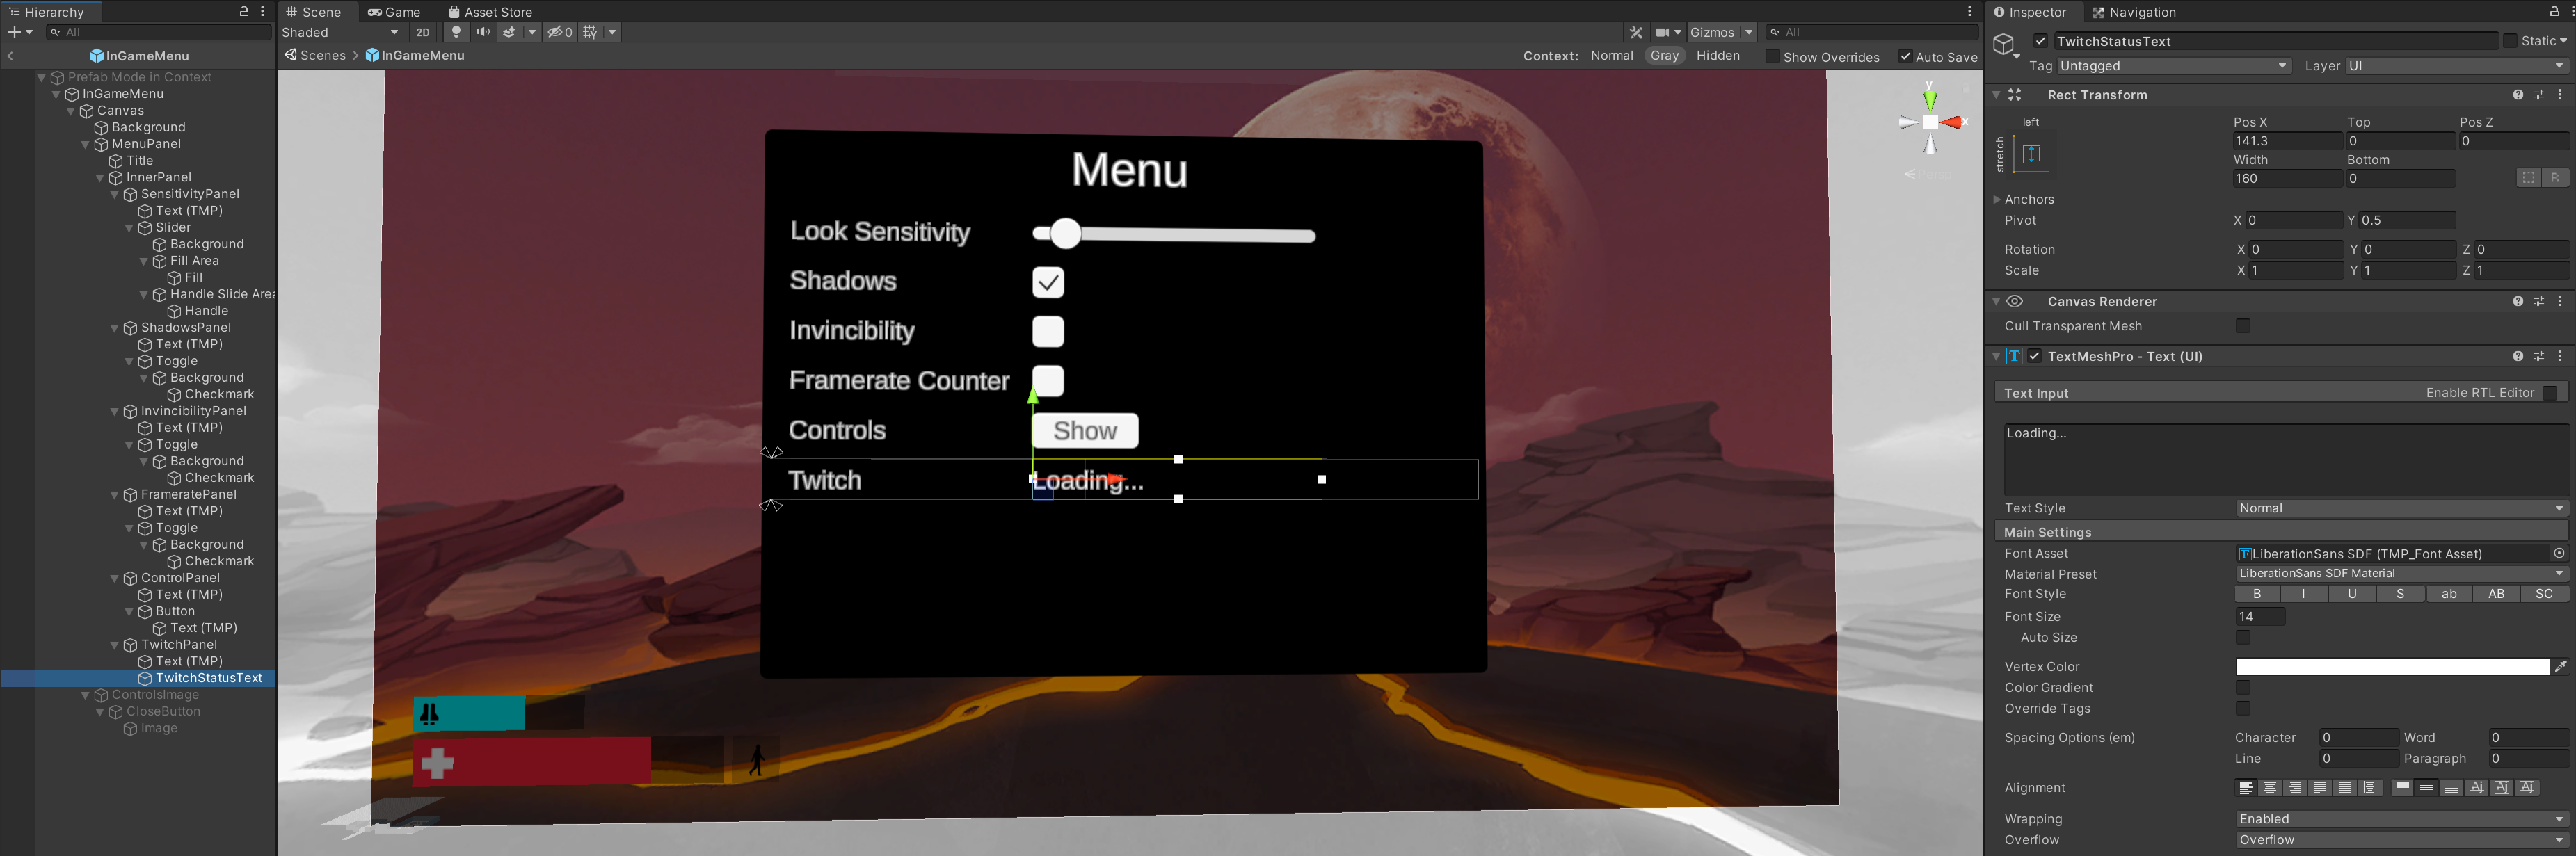 Hierarchy
All
InGameMenu
Prefab Mode in Context
InGameMenu
Canvas
Background
MenuPanel
Title
InnerPanel
SensitivityPanel
Text (TMP)
Slider
Background
Fill Area
Fill
Handle Slide Area
Handle
ShadowsPanel
Text (TMP)
Toggle
Background
Checkmark
InvincibilityPanel
Text (TMP)
Toggle
Background
Checkmark
FrameratePanel
Text (TMP)
Toggle
Background
Checkmark
ControlPanel
Text (TMP)
Button
Text (TMP)
TwitchPanel
Text (TMP)
TwitchStatusText
ControlsImage
CloseButton
Image
Scene Game Asset Store
Shaded 2D 0 Gizmos All
Scenes > InGameMenu Context: Normal Gray Hidden Show Overrides Auto Save
y
x
Persp
Menu
Look Sensitivity
Shadows
Invincibility
Framerate Counter
Controls Show
Twitch Loading...
Inspector Navigation
TwitchStatusText Static
Tag Untagged Layer UI
Rect Transform
left Pos X Top Pos Z
stretch 141.3 0 0
Width Bottom
160 0 R
Anchors
Pivot X 0 Y 0.5
Rotation X 0 Y 0 Z 0
Scale X 1 Y 1 Z 1
Canvas Renderer
Cull Transparent Mesh
T TextMeshPro - Text (UI)
Text Input Enable RTL Editor
Loading...
Text Style Normal
Main Settings
Font Asset F LiberationSans SDF (TMP_Font Asset)
Material Preset LiberationSans SDF Material
Font Style B I U S ab AB SC
Font Size 14
Auto Size
Vertex Color
Color Gradient
Override Tags
Spacing Options (em) Character 0 Word 0
Line 0 Paragraph 0
Alignment
Wrapping Enabled
Overflow Overflow